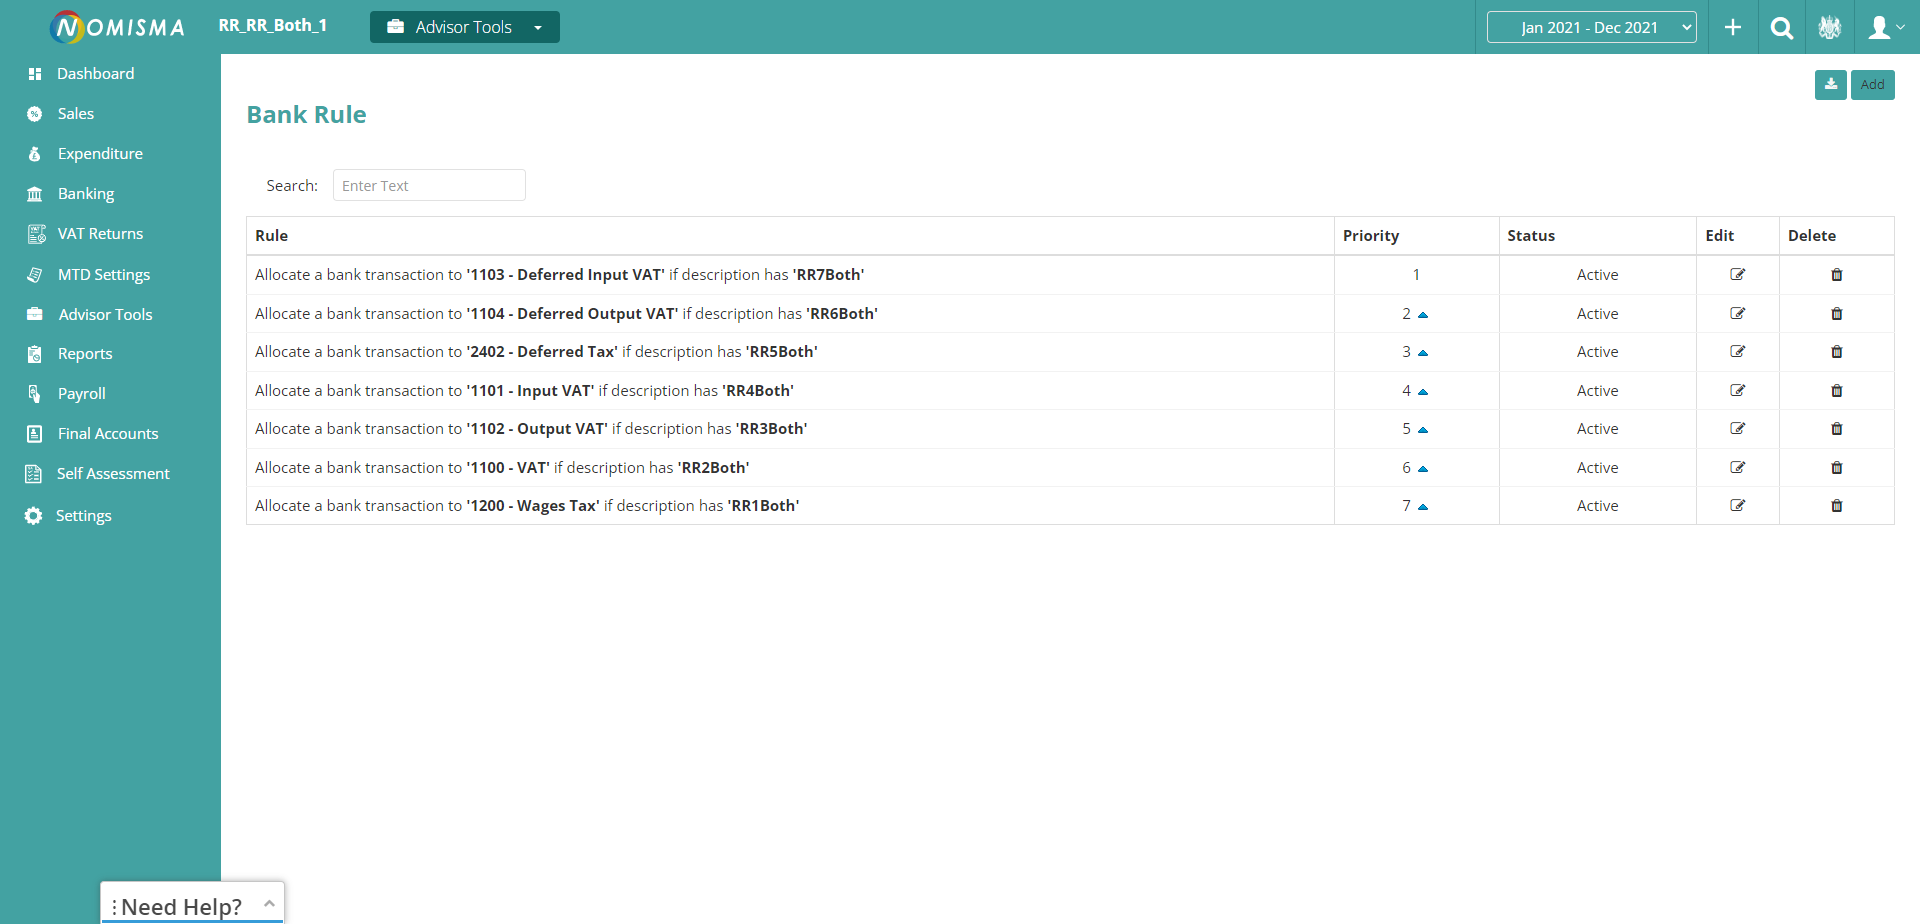 NOMISMA
RR_RR_Both_1
Advisor Tools
Jan 2021 - Dec 2021
Dashboard
Sales
Expenditure
Banking
VAT Returns
MTD Settings
Advisor Tools
Reports
Payroll
Final Accounts
Self Assessment
Settings
Add
Bank Rule
Search: Enter Text
Rule Priority Status Edit Delete
Allocate a bank transaction to '1103 - Deferred Input VAT' if description has 'RR7Both' 1 Active
Allocate a bank transaction to '1104 - Deferred Output VAT' if description has 'RR6Both' 2 Active
Allocate a bank transaction to '2402 - Deferred Tax' if description has 'RR5Both' 3 Active
Allocate a bank transaction to '1101 - Input VAT' if description has 'RR4Both' 4 Active
Allocate a bank transaction to '1102 - Output VAT' if description has 'RR3Both' 5 Active
Allocate a bank transaction to '1100 - VAT' if description has 'RR2Both' 6 Active
Allocate a bank transaction to '1200 - Wages Tax' if description has 'RR1Both' 7 Active
Need Help?